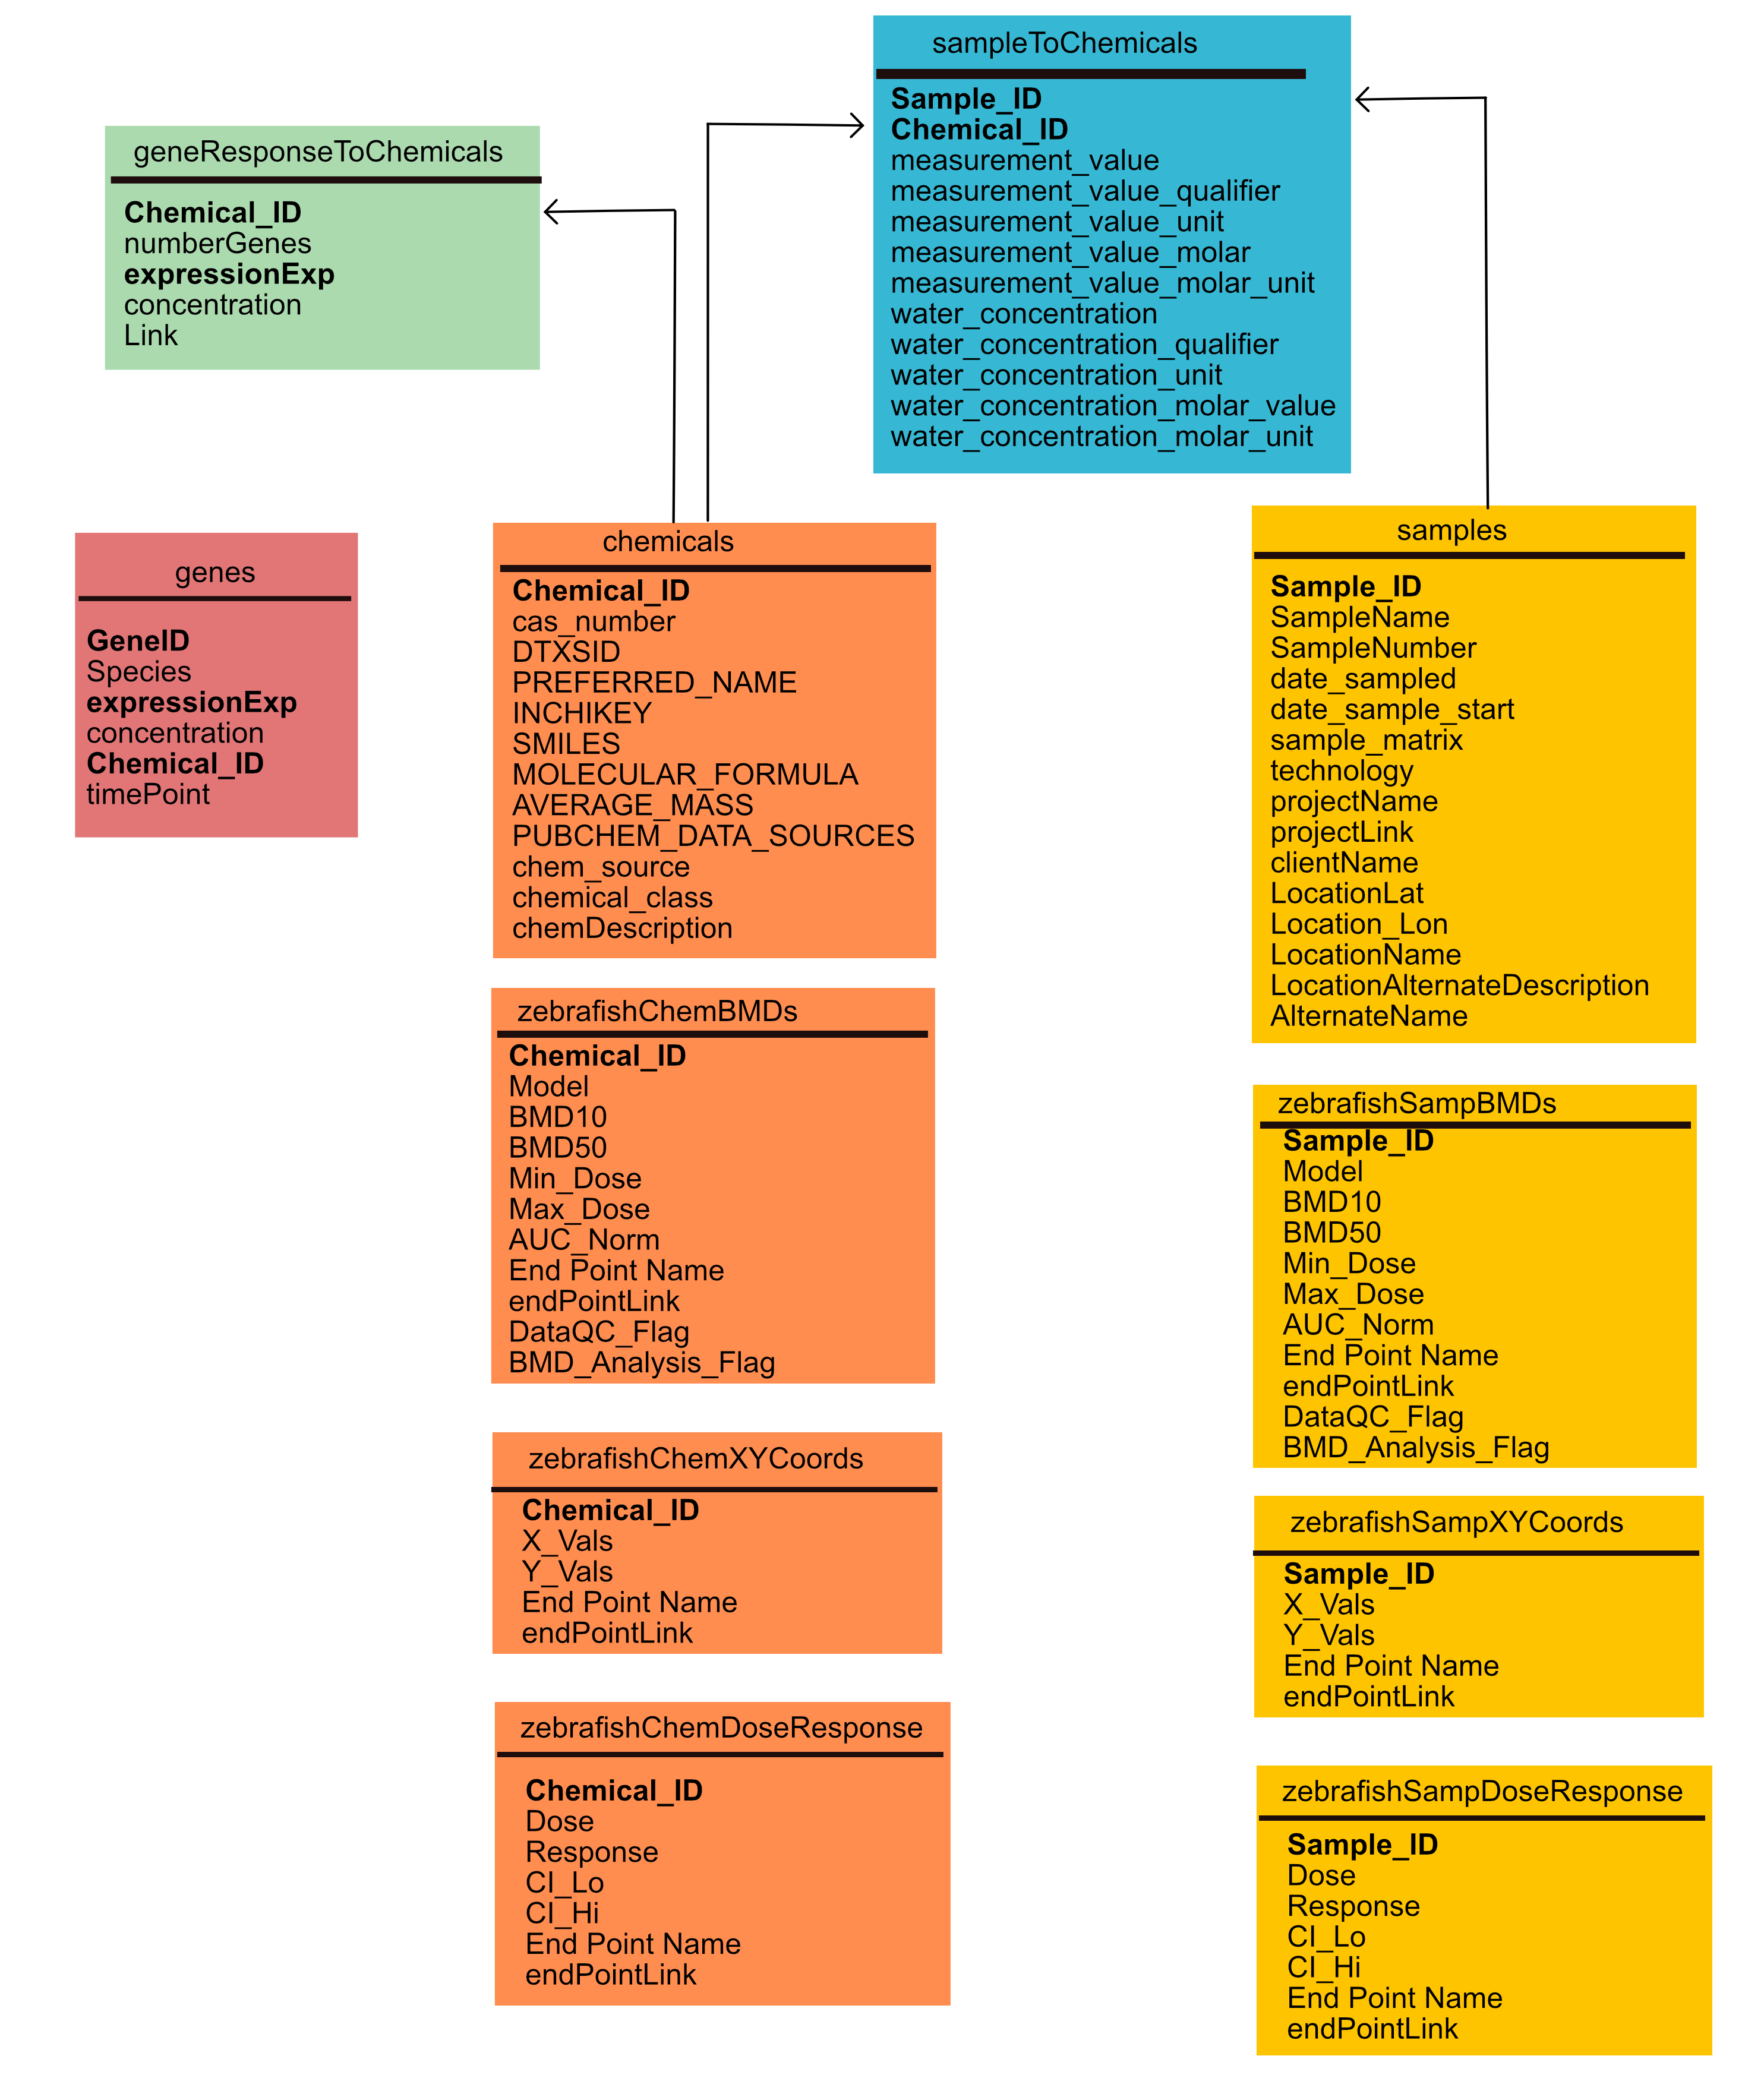 sampleToChemicals
Sample_ID
Chemical_ID
measurement_value
measurement_value_qualifier
measurement_value_unit
measurement_value_molar
measurement_value_molar_unit
water_concentration
water_concentration_qualifier
water_concentration_unit
water_concentration_molar_value
water_concentration_molar_unit
geneResponseToChemicals
Chemical_ID
numberGenes
expressionExp
concentration
Link
genes
GeneID
Species
expressionExp
concentration
Chemical_ID
timePoint
chemicals
Chemical_ID
cas_number
DTXSID
PREFERRED_NAME
INCHIKEY
SMILES
MOLECULAR_FORMULA
AVERAGE_MASS
PUBCHEM_DATA_SOURCES
chem_source
chemical_class
chemDescription
samples
Sample_ID
SampleName
SampleNumber
date_sampled
date_sample_start
sample_matrix
technology
projectName
projectLink
clientName
LocationLat
Location_Lon
LocationName
LocationAlternateDescription
AlternateName
zebrafishChemBMDs
Chemical_ID
Model
BMD10
BMD50
Min_Dose
Max_Dose
AUC_Norm
End Point Name
endPointLink
DataQC_Flag
BMD_Analysis_Flag
zebrafishSampBMDs
Sample_ID
Model
BMD10
BMD50
Min_Dose
Max_Dose
AUC_Norm
End Point Name
endPointLink
DataQC_Flag
BMD_Analysis_Flag
zebrafishChemXYCoords
Chemical_ID
X_Vals
Y_Vals
End Point Name
endPointLink
zebrafishSampXYCoords
Sample_ID
X_Vals
Y_Vals
End Point Name
endPointLink
zebrafishChemDoseResponse
Chemical_ID
Dose
Response
CI_Lo
CI_Hi
End Point Name
endPointLink
zebrafishSampDoseResponse
Sample_ID
Dose
Response
CI_Lo
CI_Hi
End Point Name
endPointLink